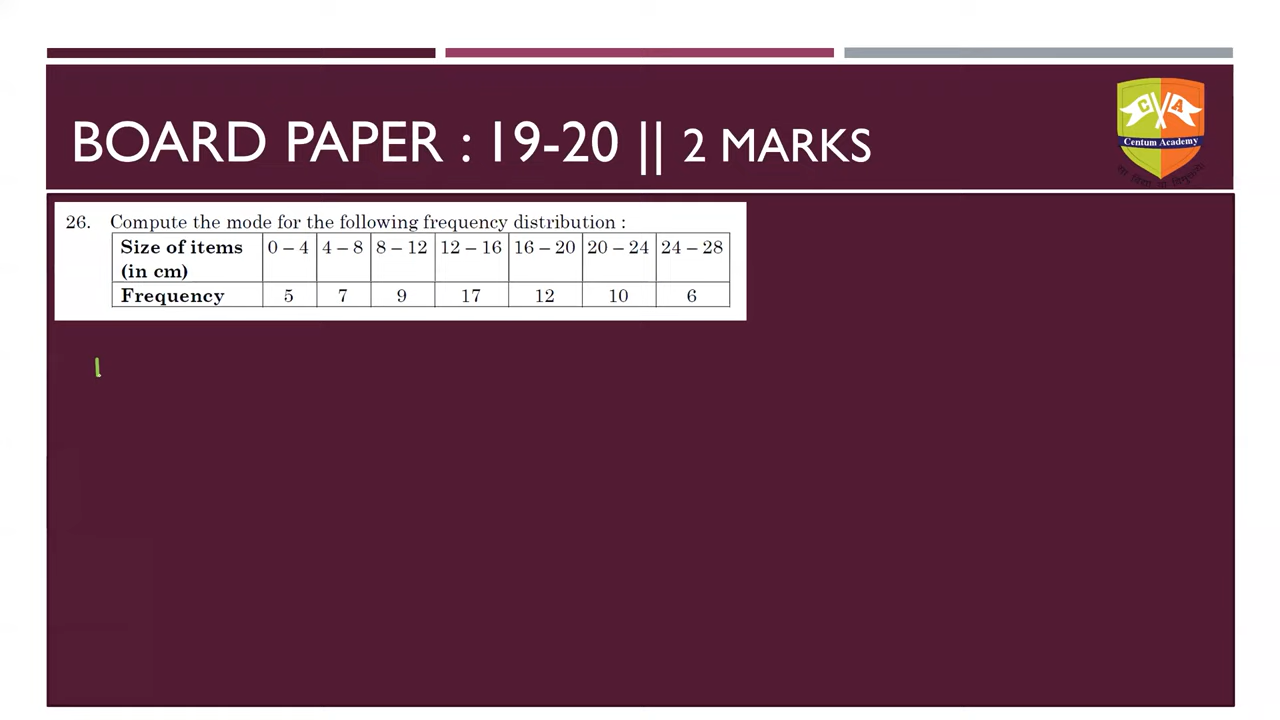 BOARD PAPER : 19-20 || 2 MARKS
C A
Centum Academy
26. Compute the mode for the following frequency distribution :
Size of items (in cm) 0 – 4 4 – 8 8 – 12 12 – 16 16 – 20 20 – 24 24 – 28
Frequency 5 7 9 17 12 10 6